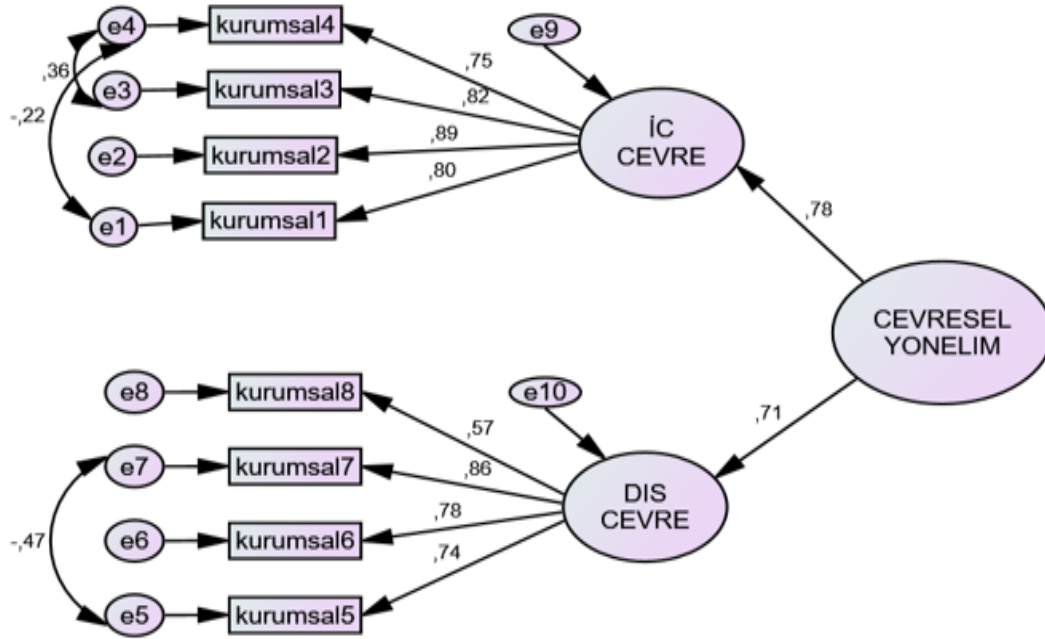 e4
kurumsal4
e9
,36
,75
e3
kurumsal3
,82
-,22
e2
kurumsal2
,89
İC
CEVRE
,80
e1
kurumsal1
,78
CEVRESEL
YONELIM
e8
kurumsal8
e10
,71
,57
e7
kurumsal7
,86
DIS
CEVRE
,78
-,47
e6
kurumsal6
,74
e5
kurumsal5